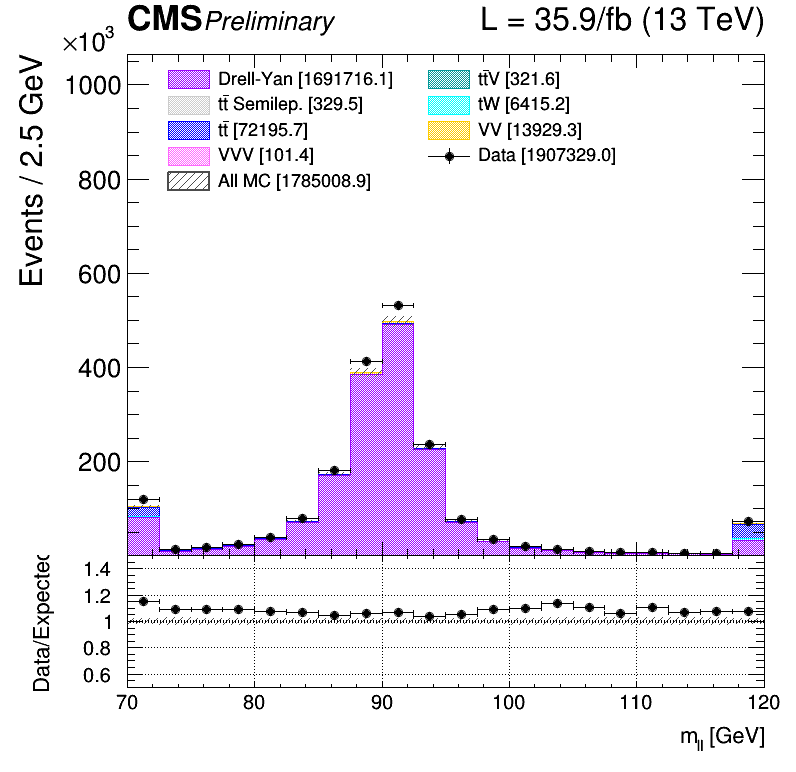 CMS Preliminary L = 35.9/fb (13 TeV)
×10³
Events / 2.5 GeV
1000
800
600
400
200
Drell-Yan [1691716.1]
tt̄ Semilep. [329.5]
tt̄ [72195.7]
VVV [101.4]
All MC [1785008.9]
tt̄V [321.6]
tW [6415.2]
VV [13929.3]
Data [1907329.0]
Data/Expected
1.4
1.2
1
0.8
0.6
70 80 90 100 110 120
m_ll [GeV]